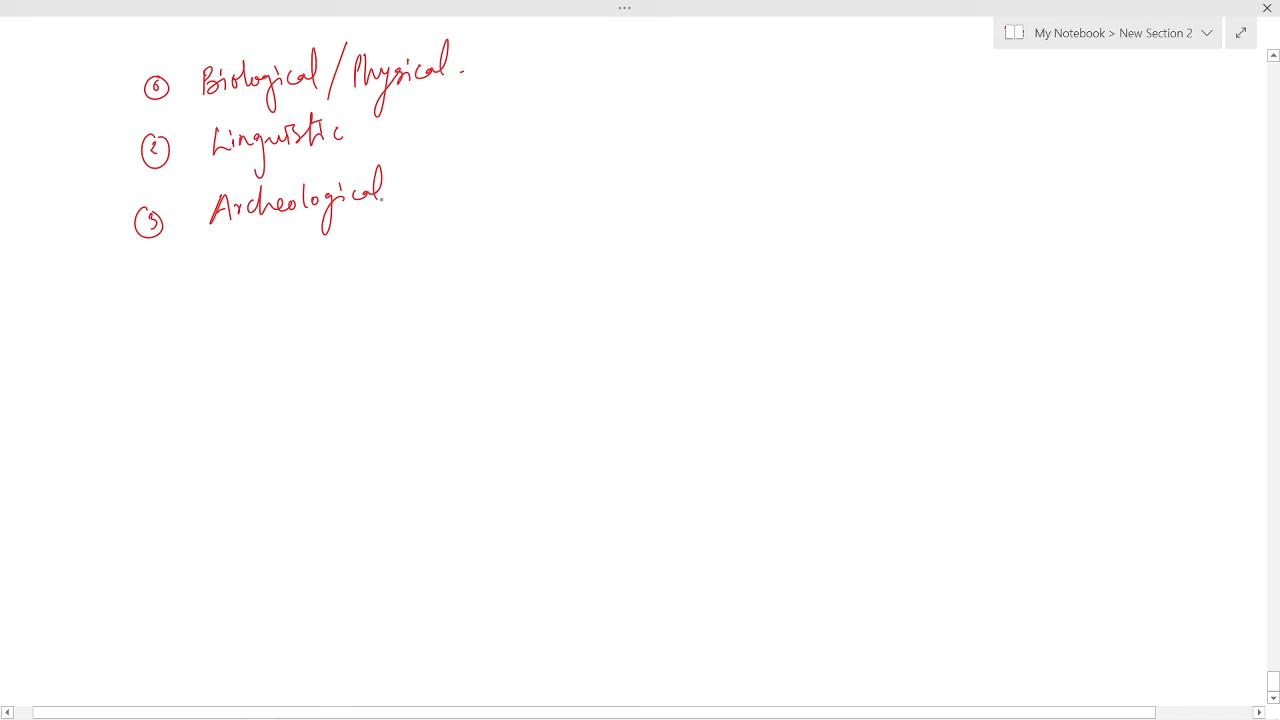 My Notebook > New Section 2
① Biological / Physical.
② Linguistic
③ Archeological